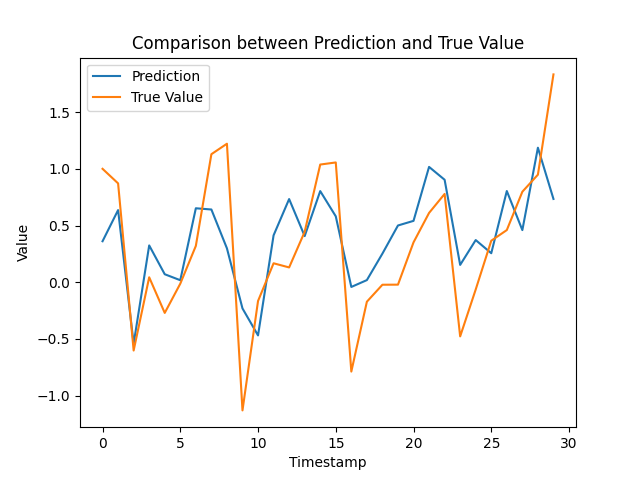 Comparison between Prediction and True Value
Prediction
True Value
1.5
1.0
0.5
0.0
−0.5
−1.0
Value
0 5 10 15 20 25 30
Timestamp